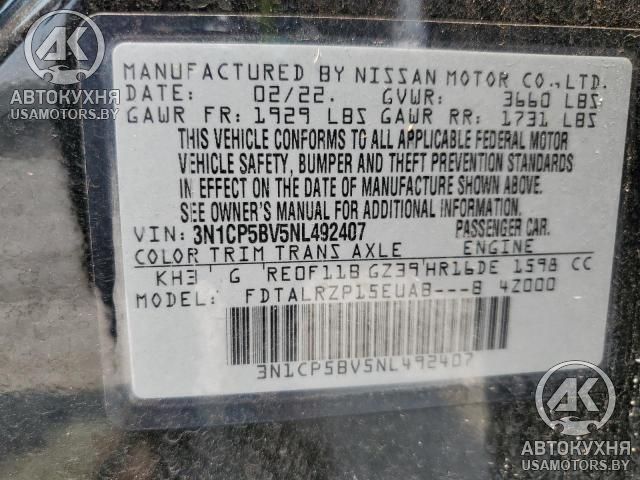 AK
АВТОКУХНЯ
USAMOTORS.BY
MANUFACTURED BY NISSAN MOTOR CO.,LTD.
DATE: 02/22. GVWR: 3660 LBS
GAWR FR: 1929 LBS GAWR RR: 1731 LBS
THIS VEHICLE CONFORMS TO ALL APPLICABLE FEDERAL MOTOR
VEHICLE SAFETY, BUMPER AND THEFT PREVENTION STANDARDS
IN EFFECT ON THE DATE OF MANUFACTURE SHOWN ABOVE.
SEE OWNER'S MANUAL FOR ADDITIONAL INFORMATION.
VIN: 3N1CP5BV5NL492407 PASSENGER CAR.
COLOR TRIM TRANS AXLE ENGINE
KH3 G RE0F11B GZ39 HR16DE 1598 CC
MODEL: FDTALRZP15EUAB---B 4Z000
3N1CP5BV5NL492407
AK
АВТОКУХНЯ
USAMOTORS.BY